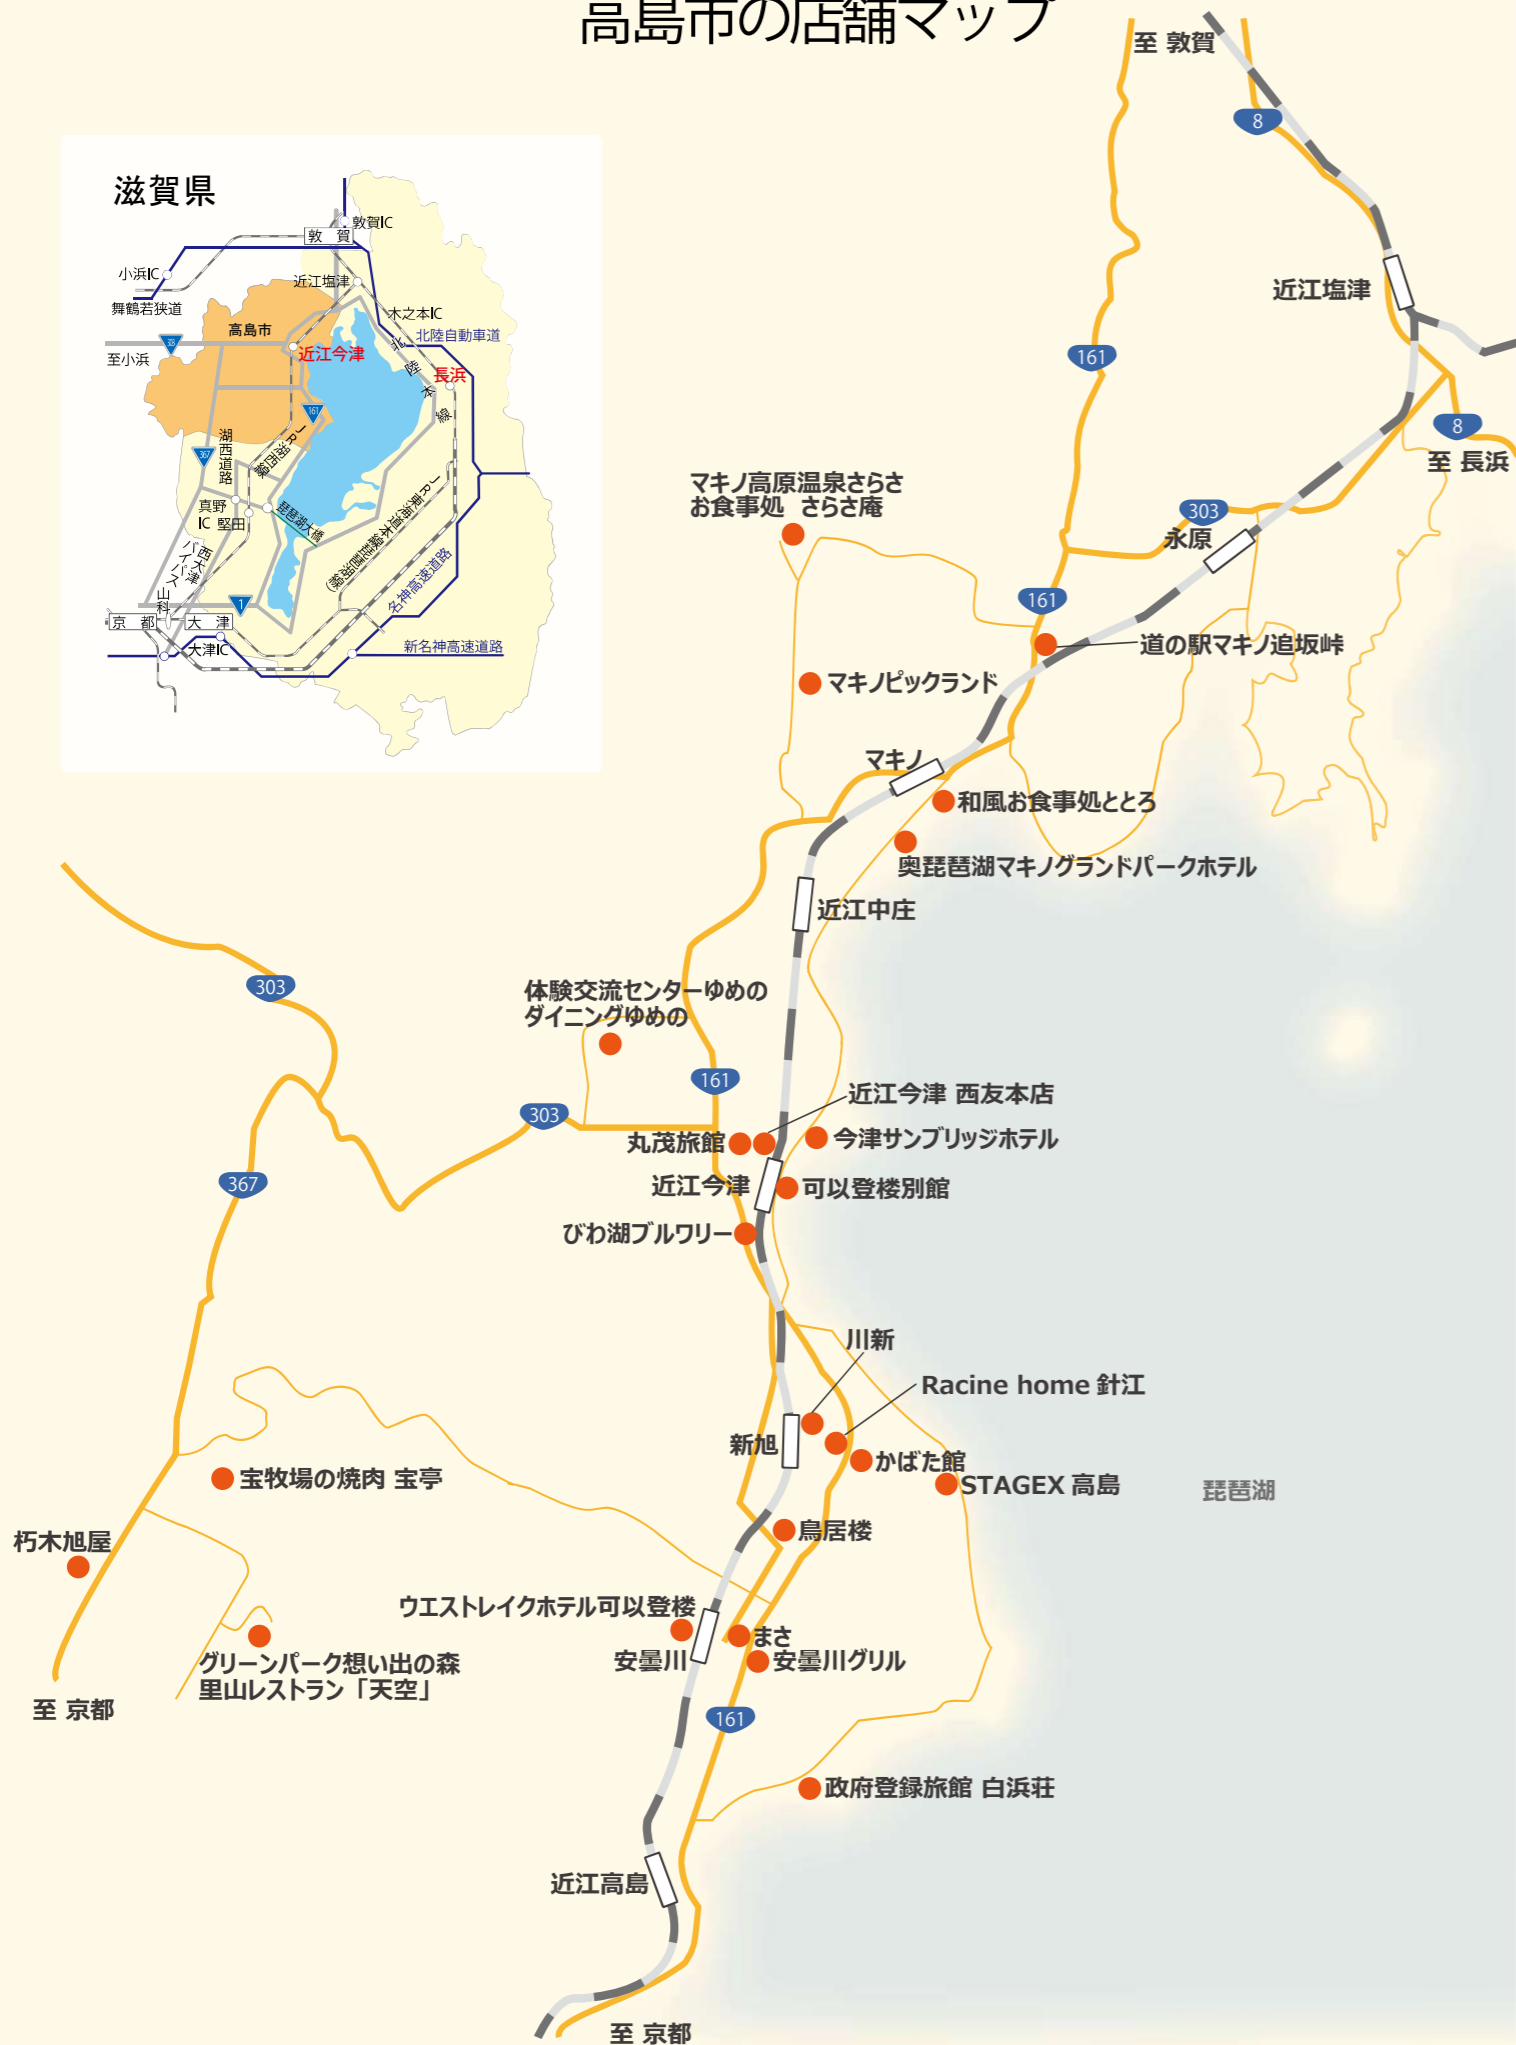 高島市の店舗マップ
至 敦賀
8
滋賀県
敦賀IC
敦 賀
小浜IC
近江塩津
舞鶴若狭道
木之本IC
高島市
北陸自動車道
303
至小浜
近江今津
北陸本線
長浜
161
JR湖西線
湖西道路
367
JR東海道本線(琵琶湖線)
真野
IC
堅田
琵琶湖大橋
西大津
バイパス
名神高速道路
山科
1
京 都
大 津
大津IC
新名神高速道路
近江塩津
161
8
至 長浜
マキノ高原温泉さらさ
お食事処 さらさ庵
303
永原
161
道の駅マキノ追坂峠
マキノピックランド
マキノ
和風お食事処ととろ
奥琵琶湖マキノグランドパークホテル
近江中庄
303
体験交流センターゆめの
ダイニングゆめの
161
近江今津 西友本店
303
丸茂旅館
今津サンブリッジホテル
近江今津
可以登楼別館
367
びわ湖ブルワリー
川新
Racine home 針江
新旭
かばた館
STAGEX 高島
琵琶湖
宝牧場の焼肉 宝亭
鳥居楼
朽木旭屋
ウエストレイクホテル可以登楼
まさ
安曇川
安曇川グリル
グリーンパーク想い出の森
里山レストラン「天空」
至 京都
161
政府登録旅館 白浜荘
近江高島
至 京都